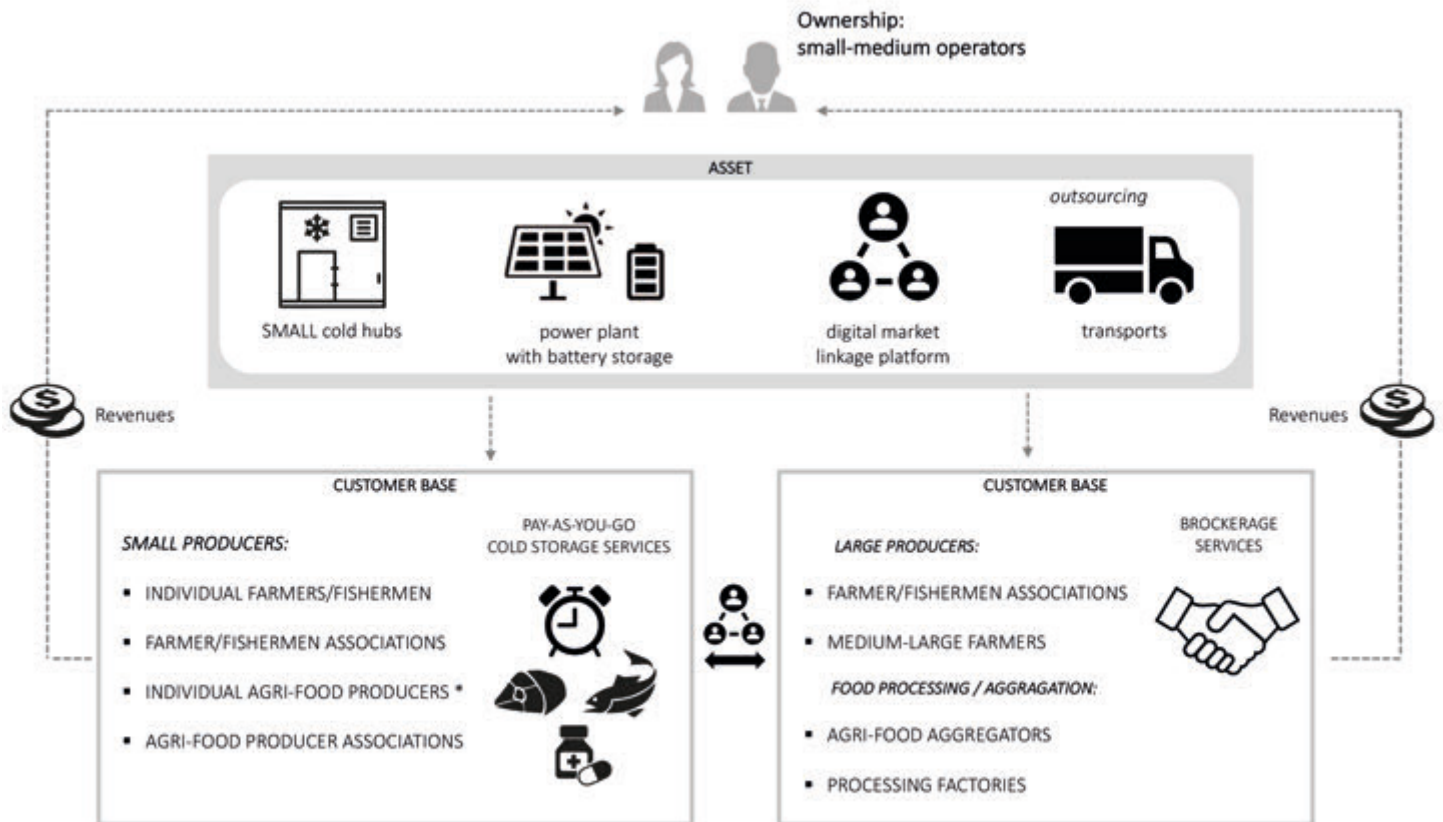 Ownership:
small-medium operators
ASSET
outsourcing
SMALL cold hubs
power plant
with battery storage
digital market
linkage platform
transports
$
Revenues
Revenues
$
CUSTOMER BASE
SMALL PRODUCERS:
PAY-AS-YOU-GO
COLD STORAGE SERVICES
▪ INDIVIDUAL FARMERS/FISHERMEN
▪ FARMER/FISHERMEN ASSOCIATIONS
▪ INDIVIDUAL AGRI-FOOD PRODUCERS *
▪ AGRI-FOOD PRODUCER ASSOCIATIONS
CUSTOMER BASE
LARGE PRODUCERS:
BROCKERAGE
SERVICES
▪ FARMER/FISHERMEN ASSOCIATIONS
▪ MEDIUM-LARGE FARMERS
FOOD PROCESSING / AGGRAGATION:
▪ AGRI-FOOD AGGREGATORS
▪ PROCESSING FACTORIES